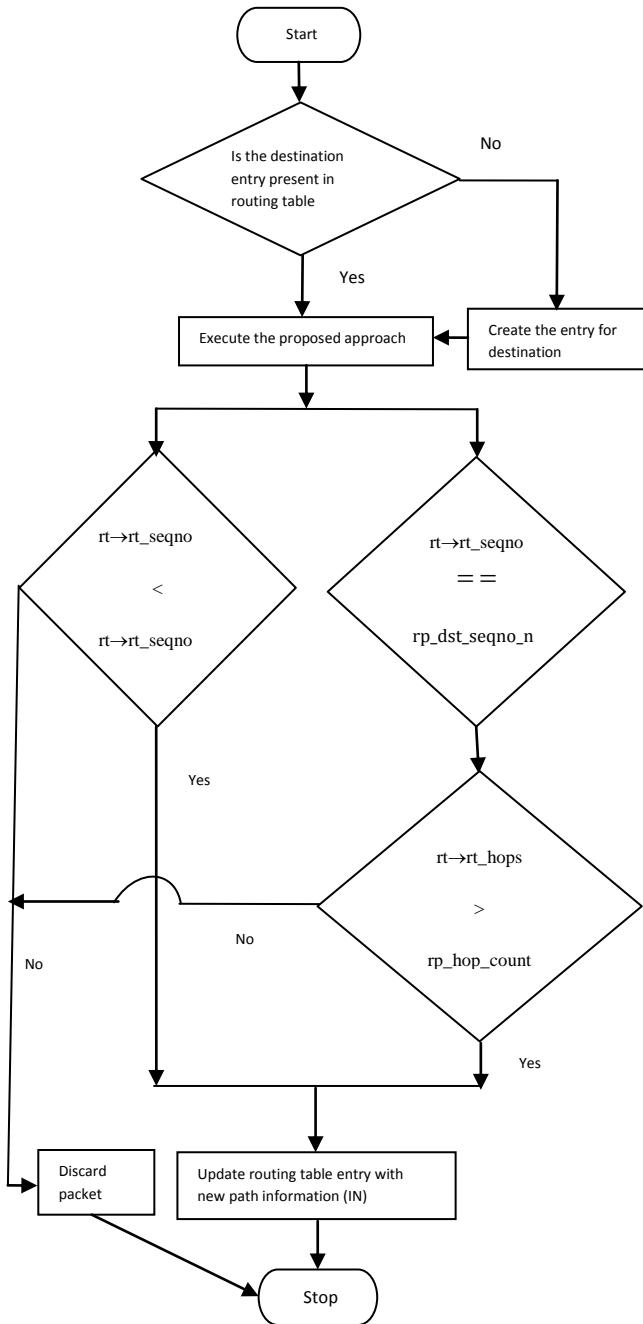 Start
Is the destination
entry present in
routing table
No
Yes
Execute the proposed approach
Create the entry for
destination
rt→rt_seqno
<
rt→rt_seqno
rt→rt_seqno
==
rp_dst_seqno_n
Yes
rt→rt_hops
>
rp_hop_count
No
No
Yes
Discard
packet
Update routing table entry with
new path information (IN)
Stop